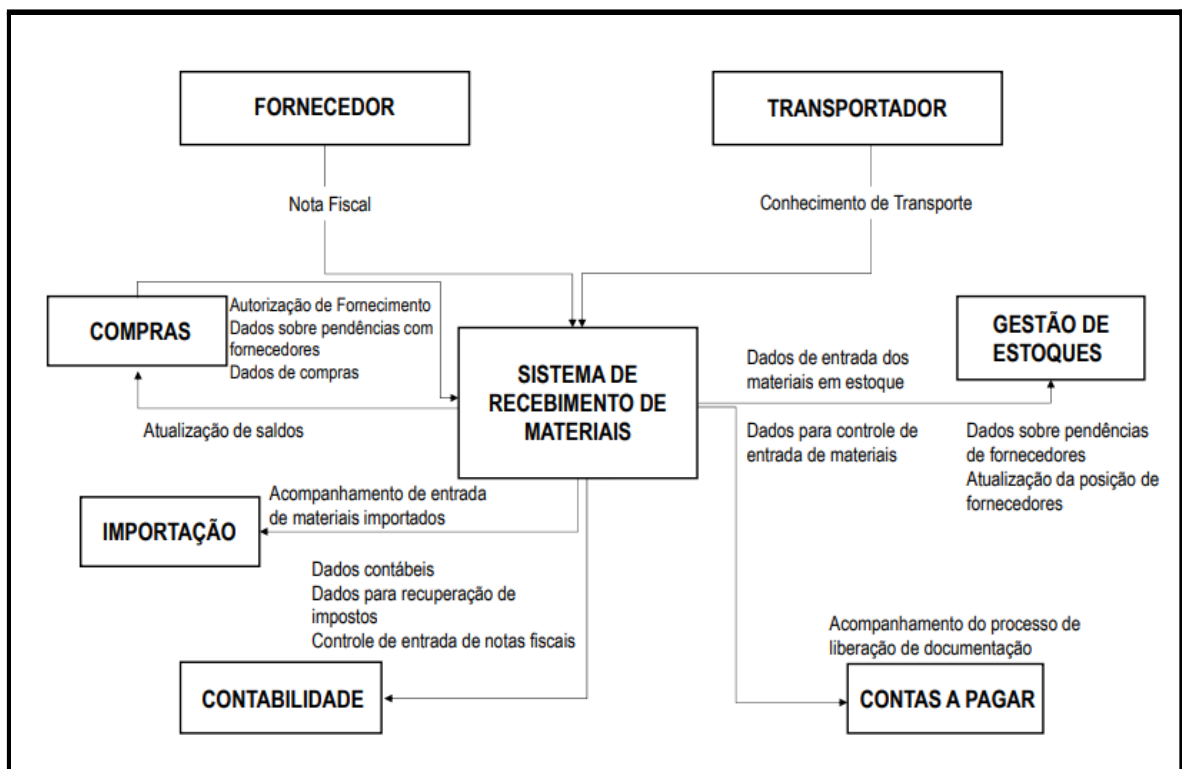 FORNECEDOR
TRANSPORTADOR
Nota Fiscal
Conhecimento de Transporte
COMPRAS
Autorização de Fornecimento
Dados sobre pendências com
fornecedores
Dados de compras
Atualização de saldos
SISTEMA DE
RECEBIMENTO DE
MATERIAIS
GESTÃO DE
ESTOQUES
Dados de entrada dos
materiais em estoque
Dados para controle de
entrada de materiais
Dados sobre pendências
de fornecedores
Atualização da posição de
fornecedores
IMPORTAÇÃO
Acompanhamento de entrada
de materiais importados
Dados contábeis
Dados para recuperação de
impostos
Controle de entrada de notas fiscais
CONTABILIDADE
Acompanhamento do processo de
liberação de documentação
CONTAS A PAGAR